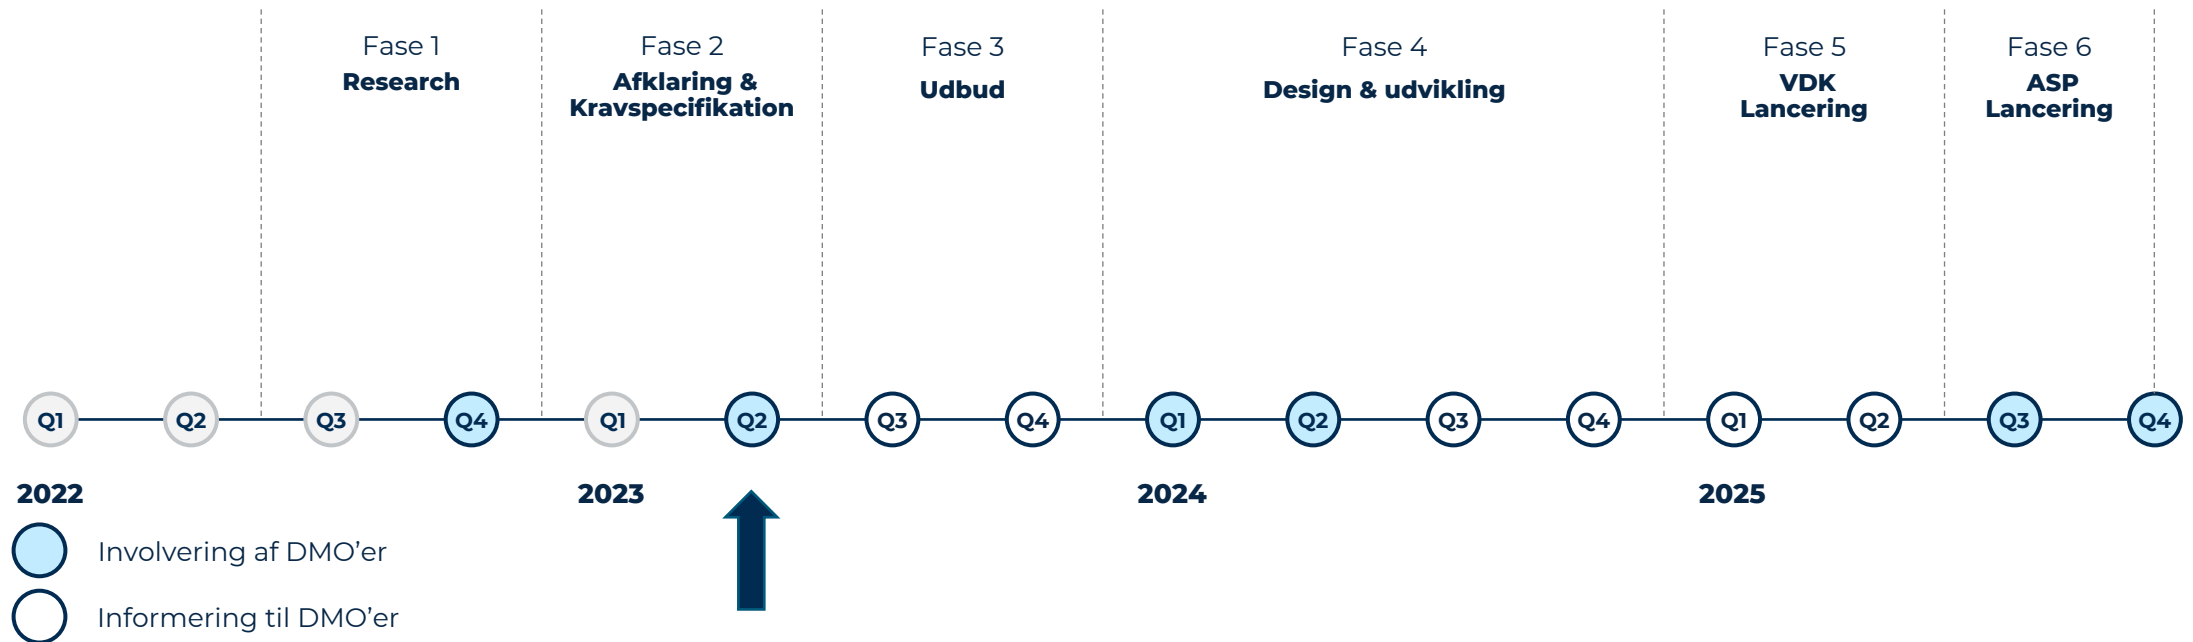 Fase 1
Research
Fase 2
Afklaring &
Kravspecifikation
Fase 3
Udbud
Fase 4
Design & udvikling
Fase 5
VDK
Lancering
Fase 6
ASP
Lancering
Q1 Q2 Q3 Q4 Q1 Q2 Q3 Q4 Q1 Q2 Q3 Q4 Q1 Q2 Q3 Q4
2022 2023 2024 2025
Involvering af DMO’er
Informering til DMO’er